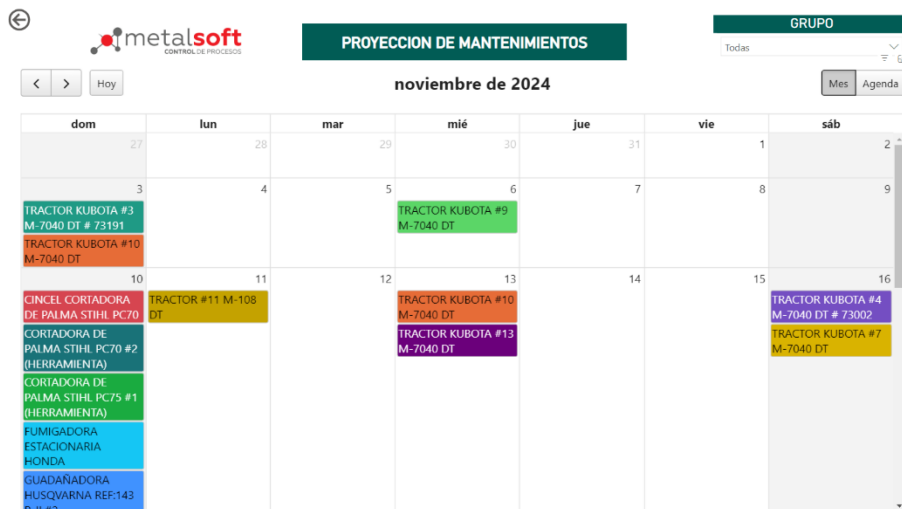 metalsoft
CONTROL DE PROCESOS
PROYECCION DE MANTENIMIENTOS
GRUPO
Todas
Hoy
noviembre de 2024
Mes Agenda
dom lun mar mié jue vie sáb
27 28 29 30 31 1 2
3 4 5 6 7 8 9
TRACTOR KUBOTA #3
M-7040 DT # 73191
TRACTOR KUBOTA #10
M-7040 DT
TRACTOR KUBOTA #9
M-7040 DT
10 11 12 13 14 15 16
CINCEL CORTADORA
DE PALMA STIHL PC70
CORTADORA DE
PALMA STIHL PC70 #2
(HERRAMIENTA)
CORTADORA DE
PALMA STIHL PC75 #1
(HERRAMIENTA)
FUMIGADORA
ESTACIONARIA
HONDA
GUADAÑADORA
HUSQVARNA REF:143
TRACTOR #11 M-108
DT
TRACTOR KUBOTA #10
M-7040 DT
TRACTOR KUBOTA #13
M-7040 DT
TRACTOR KUBOTA #4
M-7040 DT # 73002
TRACTOR KUBOTA #7
M-7040 DT